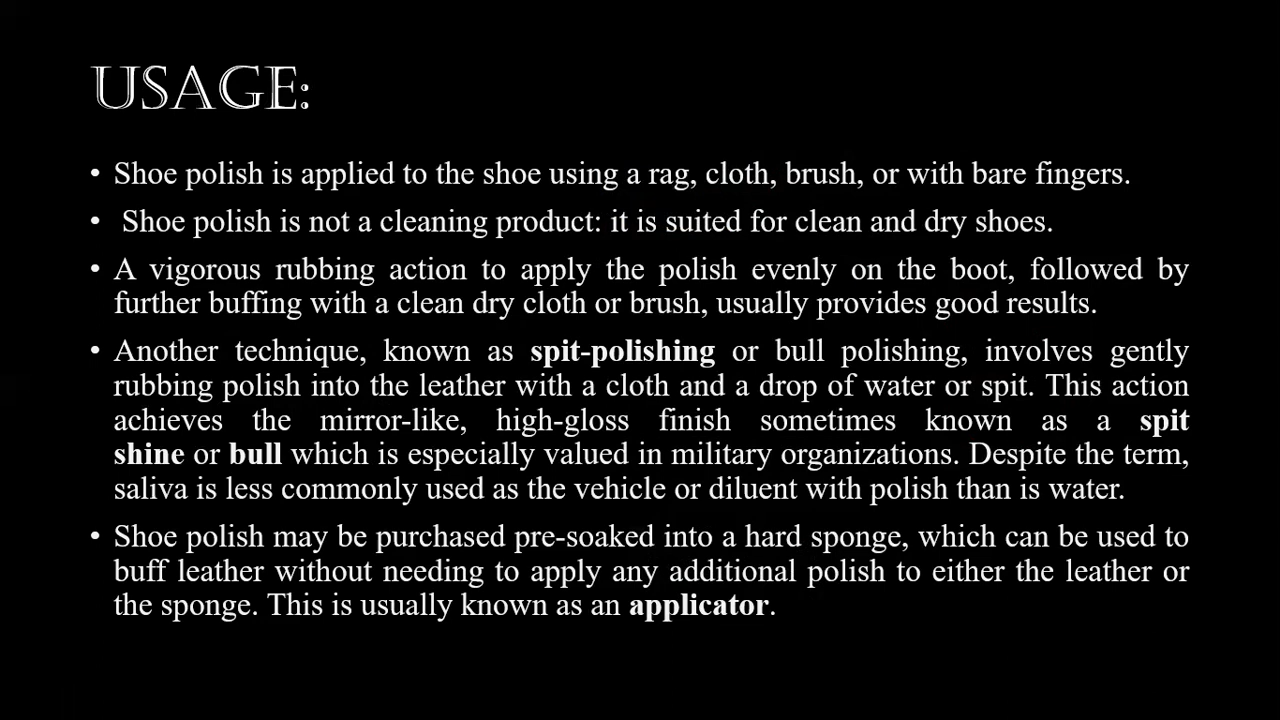 USAGE:
• Shoe polish is applied to the shoe using a rag, cloth, brush, or with bare fingers.
• Shoe polish is not a cleaning product: it is suited for clean and dry shoes.
• A vigorous rubbing action to apply the polish evenly on the boot, followed by
further buffing with a clean dry cloth or brush, usually provides good results.
• Another technique, known as spit-polishing or bull polishing, involves gently
rubbing polish into the leather with a cloth and a drop of water or spit. This action
achieves the mirror-like, high-gloss finish sometimes known as a spit
shine or bull which is especially valued in military organizations. Despite the term,
saliva is less commonly used as the vehicle or diluent with polish than is water.
• Shoe polish may be purchased pre-soaked into a hard sponge, which can be used to
buff leather without needing to apply any additional polish to either the leather or
the sponge. This is usually known as an applicator.